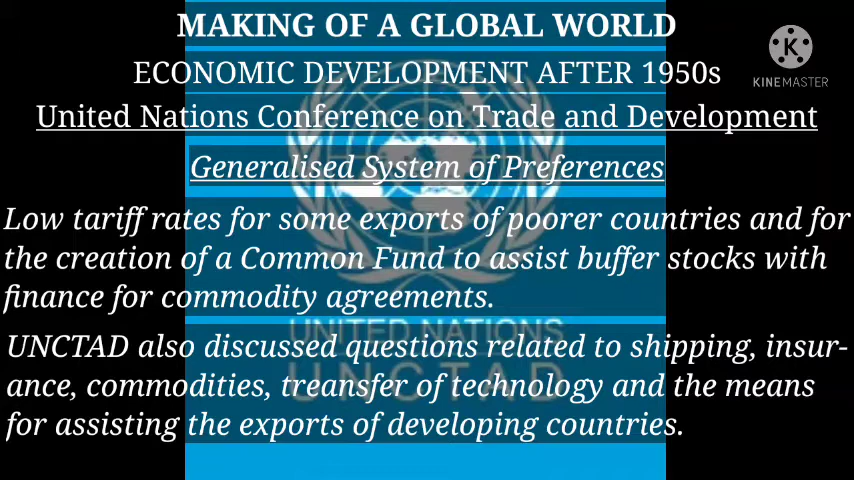 MAKING OF A GLOBAL WORLD
KINEMASTER
ECONOMIC DEVELOPMENT AFTER 1950s
United Nations Conference on Trade and Development
Generalised System of Preferences
Low tariff rates for some exports of poorer countries and for
the creation of a Common Fund to assist buffer stocks with
finance for commodity agreements.
UNITED NATIONS
UNCTAD
UNCTAD also discussed questions related to shipping, insur-
ance, commodities, treansfer of technology and the means
for assisting the exports of developing countries.